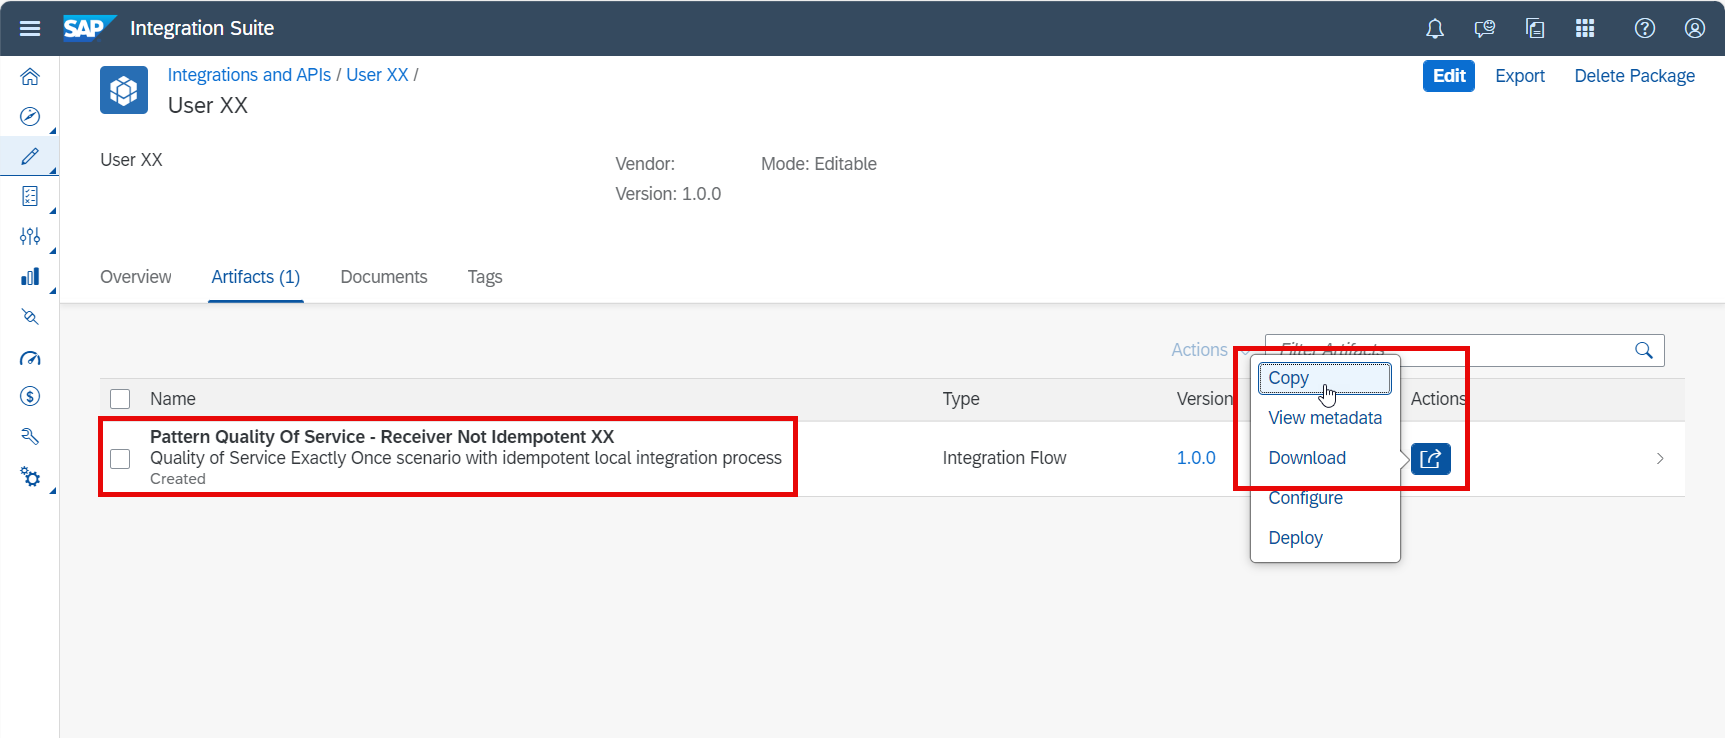 SAP Integration Suite
Integrations and APIs / User XX /
User XX
Edit Export Delete Package
User XX
Vendor: Mode: Editable
Version: 1.0.0
Overview Artifacts (1) Documents Tags
Actions Filter Artifacts
Name Type Version Actions
Pattern Quality Of Service - Receiver Not Idempotent XX
Quality of Service Exactly Once scenario with idempotent local integration process Integration Flow 1.0.0
Created
Copy
View metadata
Download
Configure
Deploy